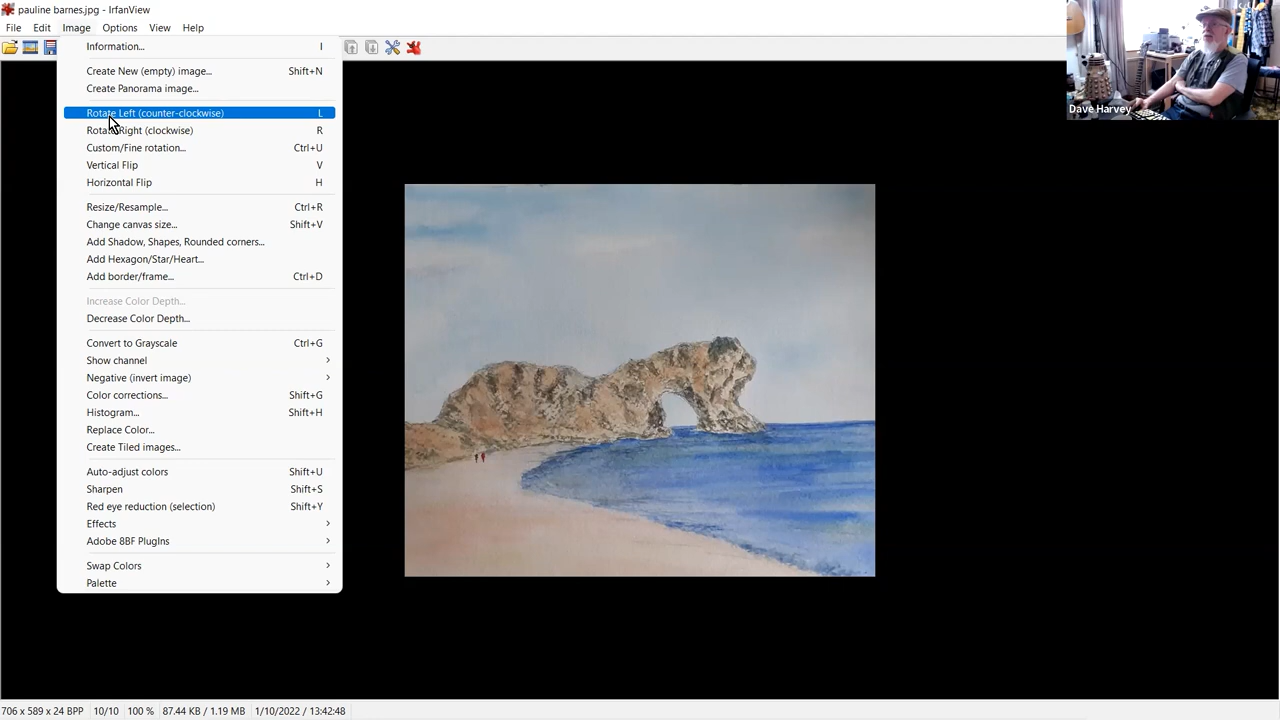 pauline barnes.jpg - IrfanView
File Edit Image Options View Help
Information... I
Create New (empty) image... Shift+N
Create Panorama image...
Rotate Left (counter-clockwise) L
Rotate Right (clockwise) R
Custom/Fine rotation... Ctrl+U
Vertical Flip V
Horizontal Flip H
Resize/Resample... Ctrl+R
Change canvas size... Shift+V
Add Shadow, Shapes, Rounded corners...
Add Hexagon/Star/Heart...
Add border/frame... Ctrl+D
Increase Color Depth...
Decrease Color Depth...
Convert to Grayscale Ctrl+G
Show channel
Negative (invert image)
Color corrections... Shift+G
Histogram... Shift+H
Replace Color...
Create Tiled images...
Auto-adjust colors Shift+U
Sharpen Shift+S
Red eye reduction (selection) Shift+Y
Effects
Adobe 8BF PlugIns
Swap Colors
Palette
Dave Harvey
706 x 589 x 24 BPP 10/10 100 % 87.44 KB / 1.19 MB 1/10/2022 / 13:42:48